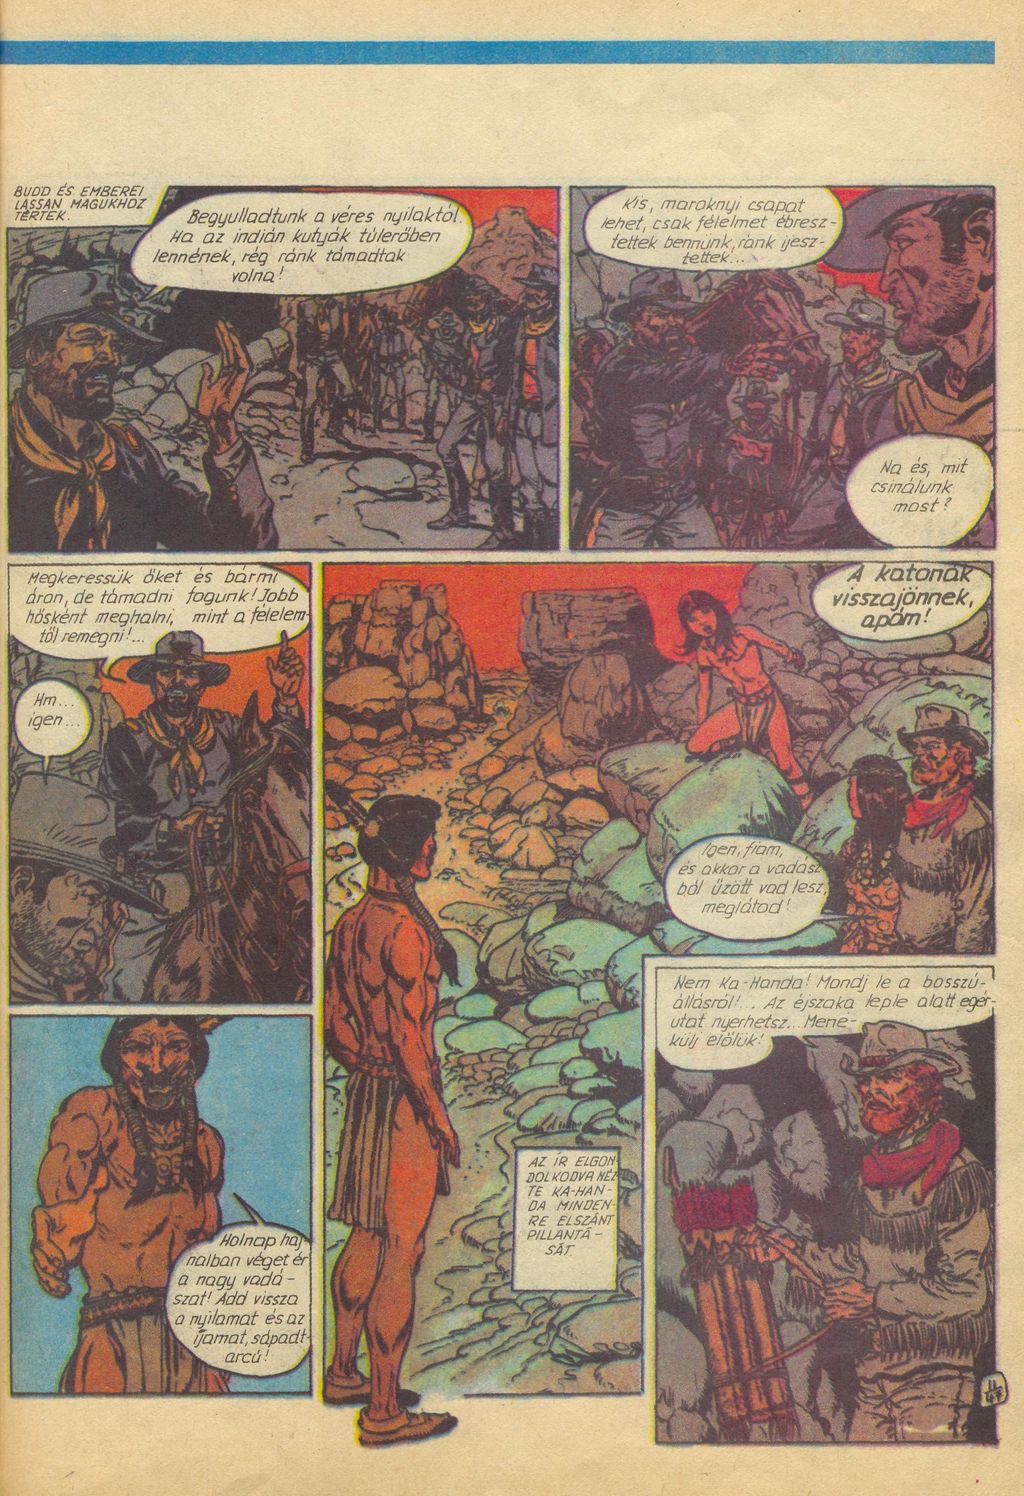 BUDD ÉS EMBEREI
LASSAN MAGUKHOZ
TÉRTEK.
Begyulladtunk a véres nyilaktól.
Ha az indián kutyák túlerőben
lennének, rég ránk támadtak
volna!
Kis, maroknyi csapat
lehet, csak félelmet ébresz-
tettek bennünk, ránk ijesz-
tettek...
Na és, mit
csinálunk
most?
Megkeressük őket és bármi
áron, de támadni fogunk! Jobb
hősként meghalni, mint a félelem-
től remegni!...
Hm...
igen...
A katonák
visszajönnek,
apám!
Igen, fiam,
és akkor a vadász-
ból űzött vad lesz,
meglátod!
Holnap haj-
nalban véget ér
a nagy vadá-
szat! Add vissza
a nyilamat és az
íjamat, sápadt-
arcú!
AZ ÍR ELGON
DOLKODVA NÉZ-
TE KA-HAN-
DA MINDEN-
RE ELSZÁNT
PILLANTÁ-
SÁT.
Nem Ka-Handa! Mondj le a bosszú-
állásról!... Az éjszaka leple alatt egér-
utat nyerhetsz... Mene-
külj előlük!
11
47